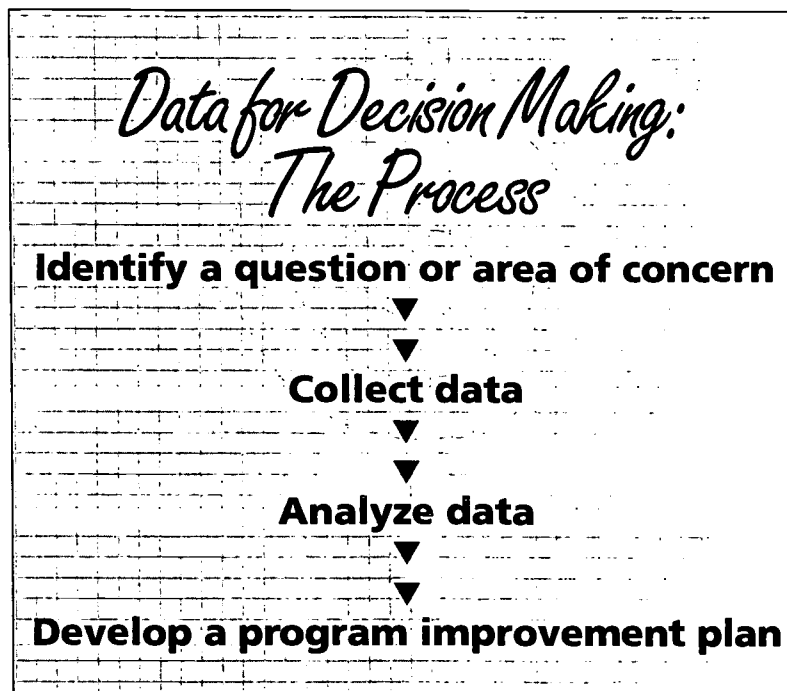 Data for Decision Making:
The Process
Identify a question or area of concern
Collect data
Analyze data
Develop a program improvement plan